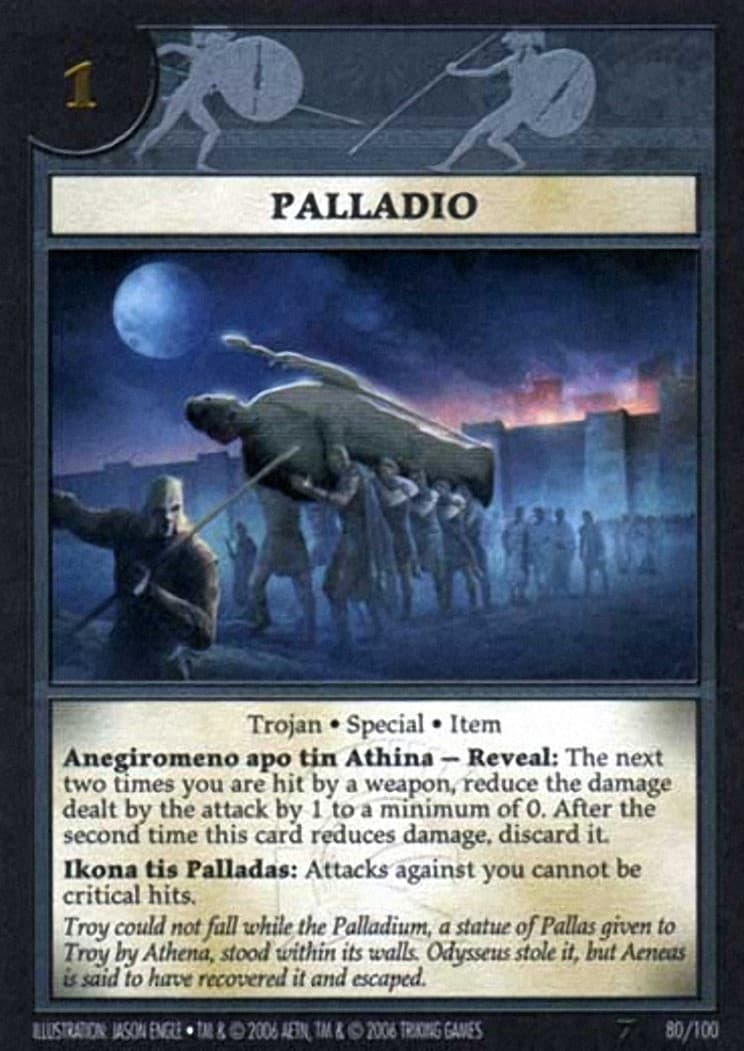 1
PALLADIO
Trojan • Special • Item
Anegiromeno apo tin Athina – Reveal: The next
two times you are hit by a weapon, reduce the damage
dealt by the attack by 1 to a minimum of 0. After the
second time this card reduces damage, discard it.
Ikona tis Palladas: Attacks against you cannot be
critical hits.
Troy could not fall while the Palladium, a statue of Pallas given to
Troy by Athena, stood within its walls. Odysseus stole it, but Aeneas
is said to have recovered it and escaped.
ILLUSTRATION: JASON ENGLE • TM & © 2006 AETN, TM & © 2006 TRIKING GAMES
7 80/100